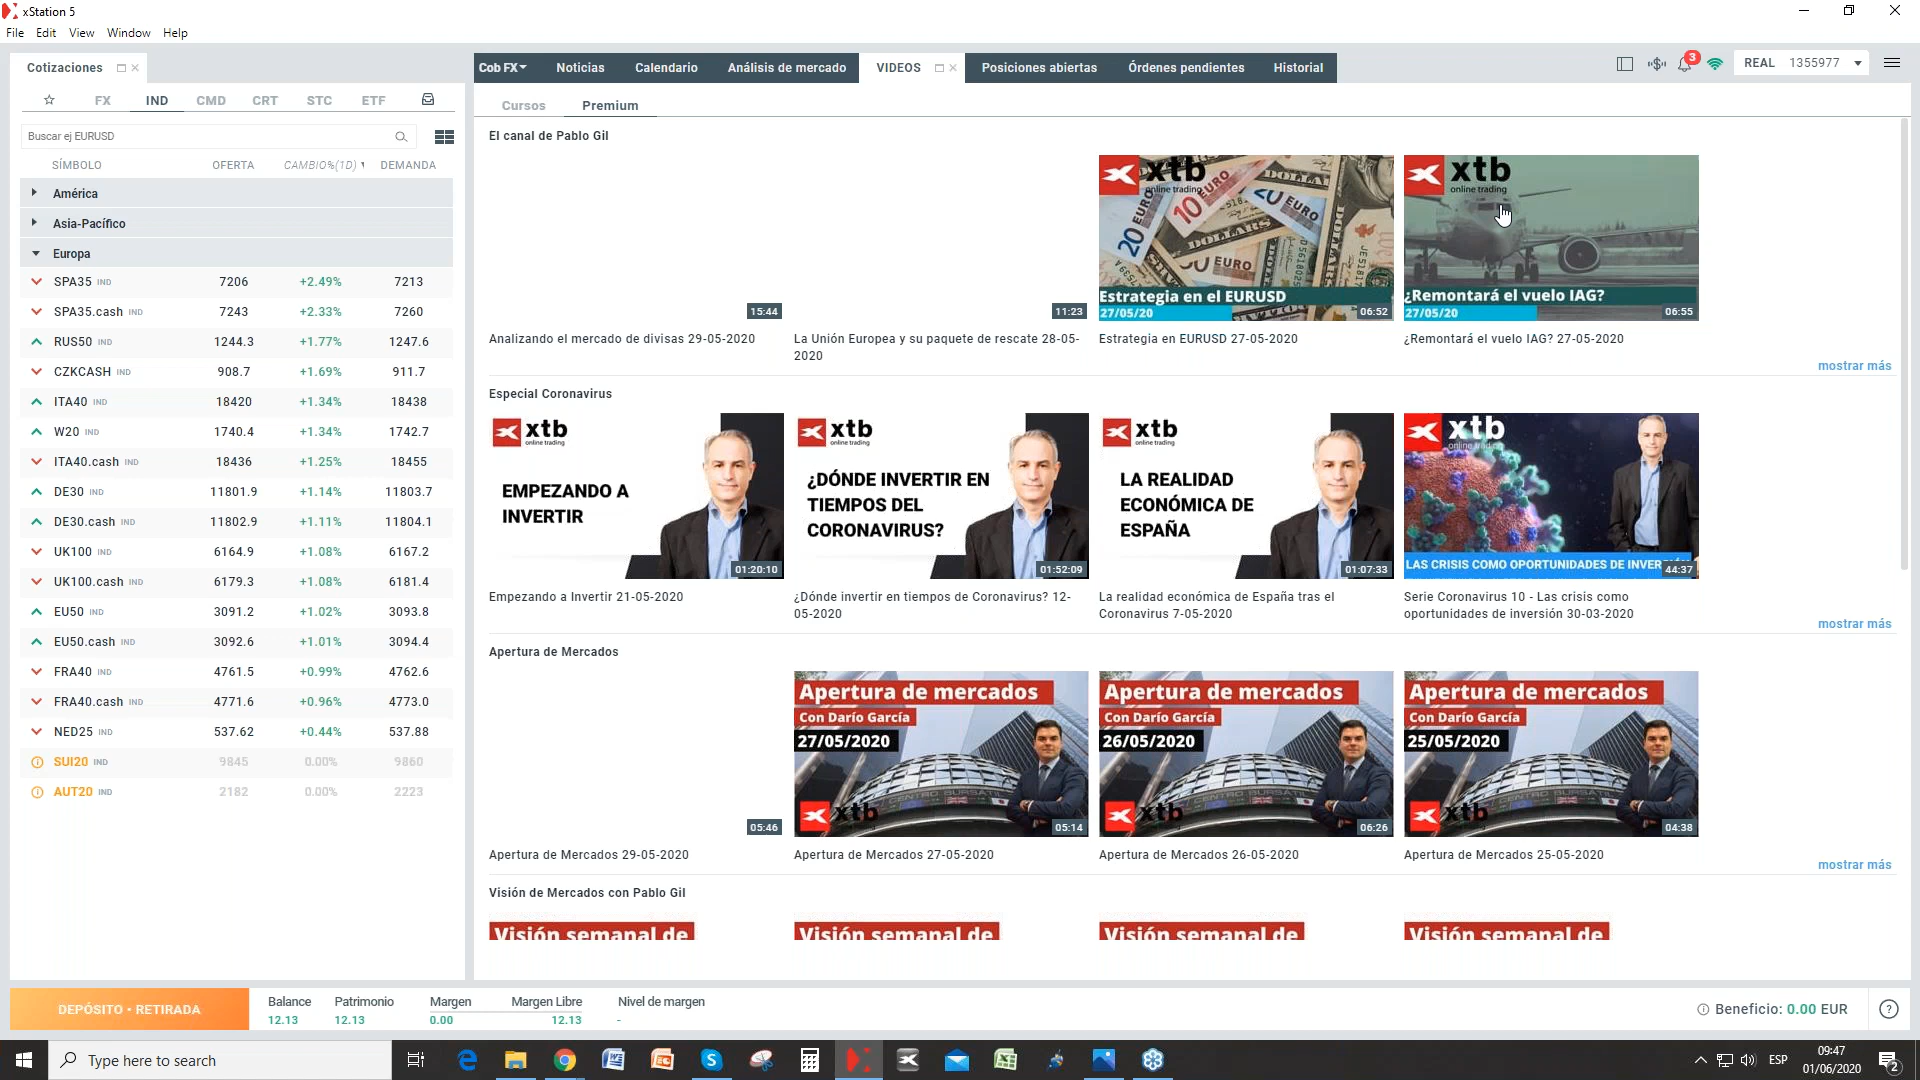 xStation 5
File Edit View Window Help
Cotizaciones
FX IND CMD CRT STC ETF
Buscar ej EURUSD
SÍMBOLO OFERTA CAMBIO%(1D) DEMANDA
América
Asia-Pacífico
Europa
SPA35 IND 7206 +2.49% 7213
SPA35.cash IND 7243 +2.33% 7260
RUS50 IND 1244.3 +1.77% 1247.6
CZKCASH IND 908.7 +1.69% 911.7
ITA40 IND 18420 +1.34% 18438
W20 IND 1740.4 +1.34% 1742.7
ITA40.cash IND 18436 +1.25% 18455
DE30 IND 11801.9 +1.14% 11803.7
DE30.cash IND 11802.9 +1.11% 11804.1
UK100 IND 6164.9 +1.08% 6167.2
UK100.cash IND 6179.3 +1.08% 6181.4
EU50 IND 3091.2 +1.02% 3093.8
EU50.cash IND 3092.6 +1.01% 3094.4
FRA40 IND 4761.5 +0.99% 4762.6
FRA40.cash IND 4771.6 +0.96% 4773.0
NED25 IND 537.62 +0.44% 537.88
SUI20 IND 9845 0.00% 9860
AUT20 IND 2182 0.00% 2223
Cob FX Noticias Calendario Análisis de mercado VIDEOS Posiciones abiertas Órdenes pendientes Historial
3 REAL 1355977
Cursos Premium
El canal de Pablo Gil
15:44
Analizando el mercado de divisas 29-05-2020
11:23
La Unión Europea y su paquete de rescate 28-05-
2020
xtb
online trading
Estrategia en el EURUSD
27/05/20 06:52
Estrategia en EURUSD 27-05-2020
xtb
online trading
¿Remontará el vuelo IAG?
27/05/20 06:55
¿Remontará el vuelo IAG? 27-05-2020
mostrar más
Especial Coronavirus
xtb
online trading
EMPEZANDO A
INVERTIR
01:20:10
Empezando a Invertir 21-05-2020
xtb
online trading
¿DÓNDE INVERTIR EN
TIEMPOS DEL
CORONAVIRUS?
01:52:09
¿Dónde invertir en tiempos de Coronavirus? 12-
05-2020
xtb
online trading
LA REALIDAD
ECONÓMICA DE
ESPAÑA
01:07:33
La realidad económica de España tras el
Coronavirus 7-05-2020
xtb
online trading
LAS CRISIS COMO OPORTUNIDADES DE INVER
44:37
Serie Coronavirus 10 - Las crisis como
oportunidades de inversión 30-03-2020
mostrar más
Apertura de Mercados
05:46
Apertura de Mercados 29-05-2020
Apertura de mercados
Con Darío García
27/05/2020
CENTRO BURSÁTIL
xtb
05:14
Apertura de Mercados 27-05-2020
Apertura de mercados
Con Darío García
26/05/2020
CENTRO BURSÁTIL
xtb
06:26
Apertura de Mercados 26-05-2020
Apertura de mercados
Con Darío García
25/05/2020
CENTRO BURSÁTIL
xtb
04:38
Apertura de Mercados 25-05-2020
mostrar más
Visión de Mercados con Pablo Gil
Visión semanal de
Visión semanal de
Visión semanal de
Visión semanal de
DEPÓSITO • RETIRADA
Balance Patrimonio Margen Margen Libre Nivel de margen
12.13 12.13 0.00 12.13 -
Beneficio: 0.00 EUR
Type here to search
ESP
09:47
01/06/2020
2